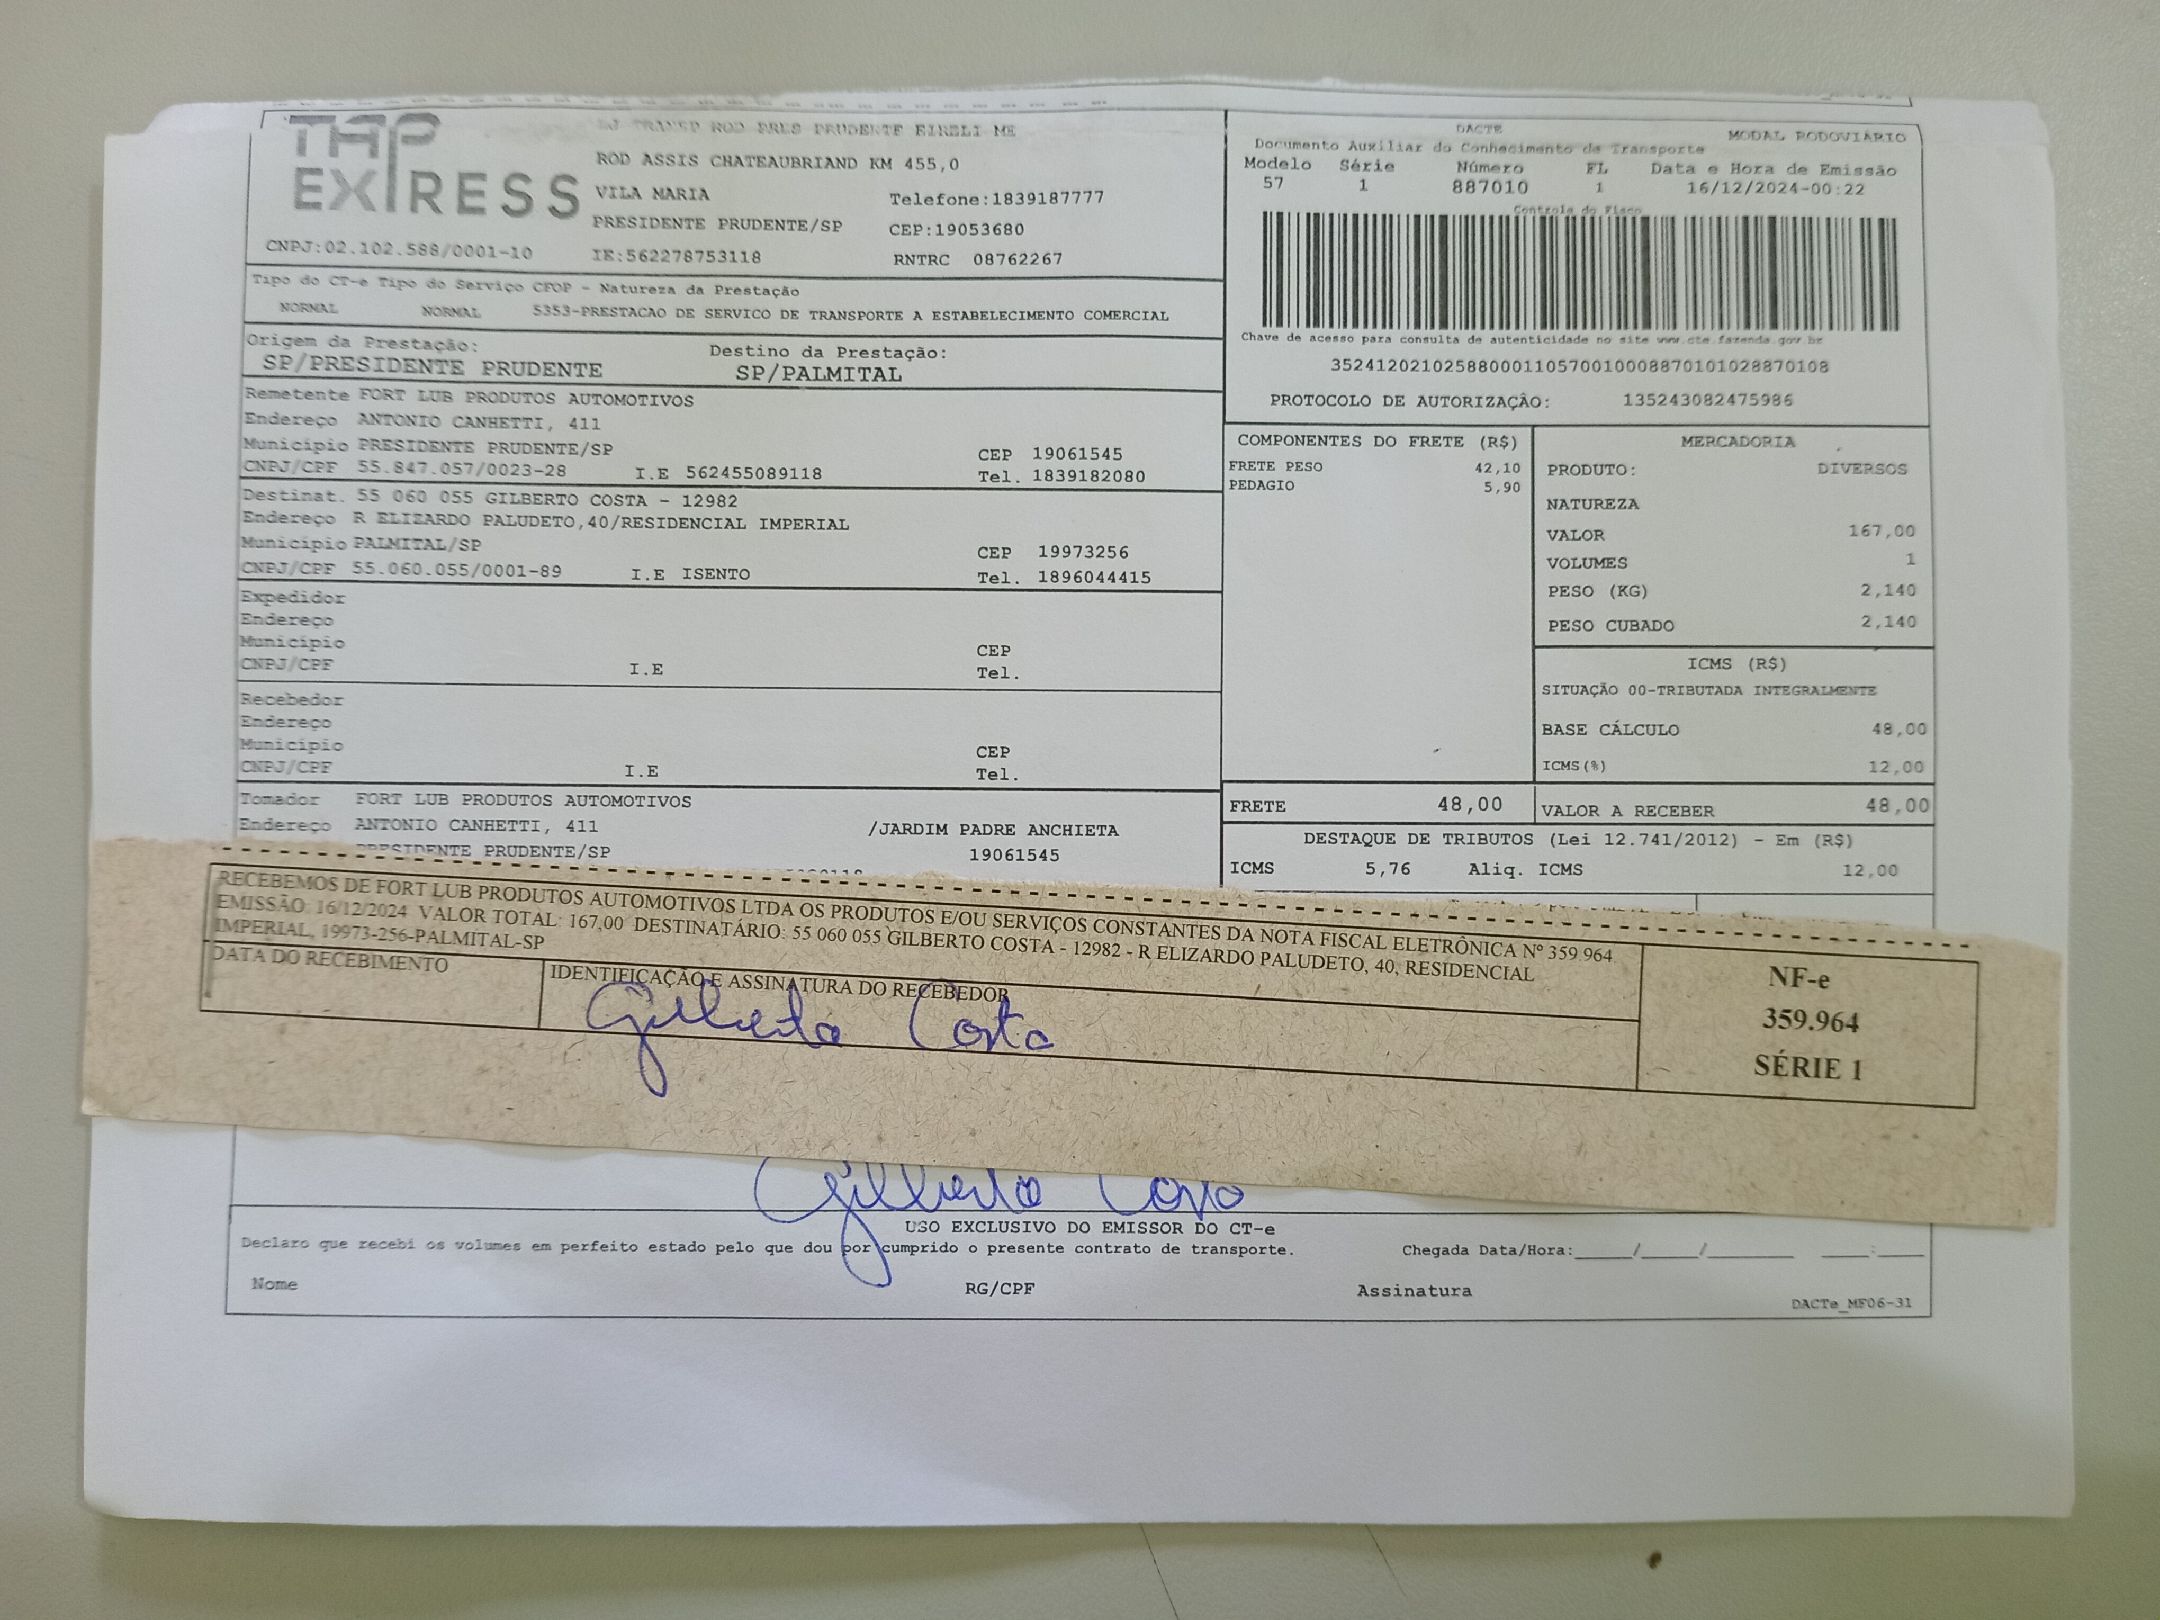 TAP
EXPRESS
TRANSP ROD PRES PRUDENTE EIRELI ME
ROD ASSIS CHATEAUBRIAND KM 455,0
VILA MARIA Telefone:1839187777
PRESIDENTE PRUDENTE/SP CEP:19053680
CNPJ:02.102.588/0001-10 IE:562278753118 RNTRC 08762267
DACTE MODAL RODOVIÁRIO
Documento Auxiliar do Conhecimento de Transporte
Modelo Série Número FL Data e Hora de Emissão
57 1 887010 1 16/12/2024-00:22
Controle do Fisco
Chave de acesso para consulta de autenticidade no site www.cte.fazenda.gov.br
35241202102588000110570010008870101028870108
PROTOCOLO DE AUTORIZAÇÃO: 135243082475986
Tipo do CT-e Tipo do Serviço CFOP - Natureza da Prestação
NORMAL NORMAL 5353-PRESTACAO DE SERVICO DE TRANSPORTE A ESTABELECIMENTO COMERCIAL
Origem da Prestação: Destino da Prestação:
SP/PRESIDENTE PRUDENTE SP/PALMITAL
Remetente FORT LUB PRODUTOS AUTOMOTIVOS
Endereço ANTONIO CANHETTI, 411
Município PRESIDENTE PRUDENTE/SP CEP 19061545
CNPJ/CPF 55.847.057/0023-28 I.E 562455089118 Tel. 1839182080
Destinat. 55 060 055 GILBERTO COSTA - 12982
Endereço R ELIZARDO PALUDETO,40/RESIDENCIAL IMPERIAL
Município PALMITAL/SP CEP 19973256
CNPJ/CPF 55.060.055/0001-89 I.E ISENTO Tel. 1896044415
Expedidor
Endereço
Município CEP
CNPJ/CPF I.E Tel.
Recebedor
Endereço
Município CEP
CNPJ/CPF I.E Tel.
Tomador FORT LUB PRODUTOS AUTOMOTIVOS
Endereço ANTONIO CANHETTI, 411 /JARDIM PADRE ANCHIETA
PRESIDENTE PRUDENTE/SP 19061545
COMPONENTES DO FRETE (R$)
FRETE PESO 42,10
PEDAGIO 5,90
MERCADORIA
PRODUTO: DIVERSOS
NATUREZA
VALOR 167,00
VOLUMES 1
PESO (KG) 2,140
PESO CUBADO 2,140
ICMS (R$)
SITUAÇÃO 00-TRIBUTADA INTEGRALMENTE
BASE CÁLCULO 48,00
ICMS(%) 12,00
FRETE 48,00 VALOR A RECEBER 48,00
DESTAQUE DE TRIBUTOS (Lei 12.741/2012) - Em (R$)
ICMS 5,76 Aliq. ICMS 12,00
RECEBEMOS DE FORT LUB PRODUTOS AUTOMOTIVOS LTDA OS PRODUTOS E/OU SERVIÇOS CONSTANTES DA NOTA FISCAL ELETRÔNICA Nº 359.964
EMISSÃO: 16/12/2024 VALOR TOTAL: 167,00 DESTINATÁRIO: 55 060 055 GILBERTO COSTA - 12982 - R ELIZARDO PALUDETO, 40, RESIDENCIAL
IMPERIAL, 19973-256-PALMITAL-SP
DATA DO RECEBIMENTO IDENTIFICAÇÃO E ASSINATURA DO RECEBEDOR
Gilberto Costa
NF-e
359.964
SÉRIE 1
Gilberto Costa
USO EXCLUSIVO DO EMISSOR DO CT-e
Declaro que recebi os volumes em perfeito estado pelo que dou por cumprido o presente contrato de transporte. Chegada Data/Hora:_____/_____/________ ____:____
Nome RG/CPF Assinatura
DACTe_MF06-31